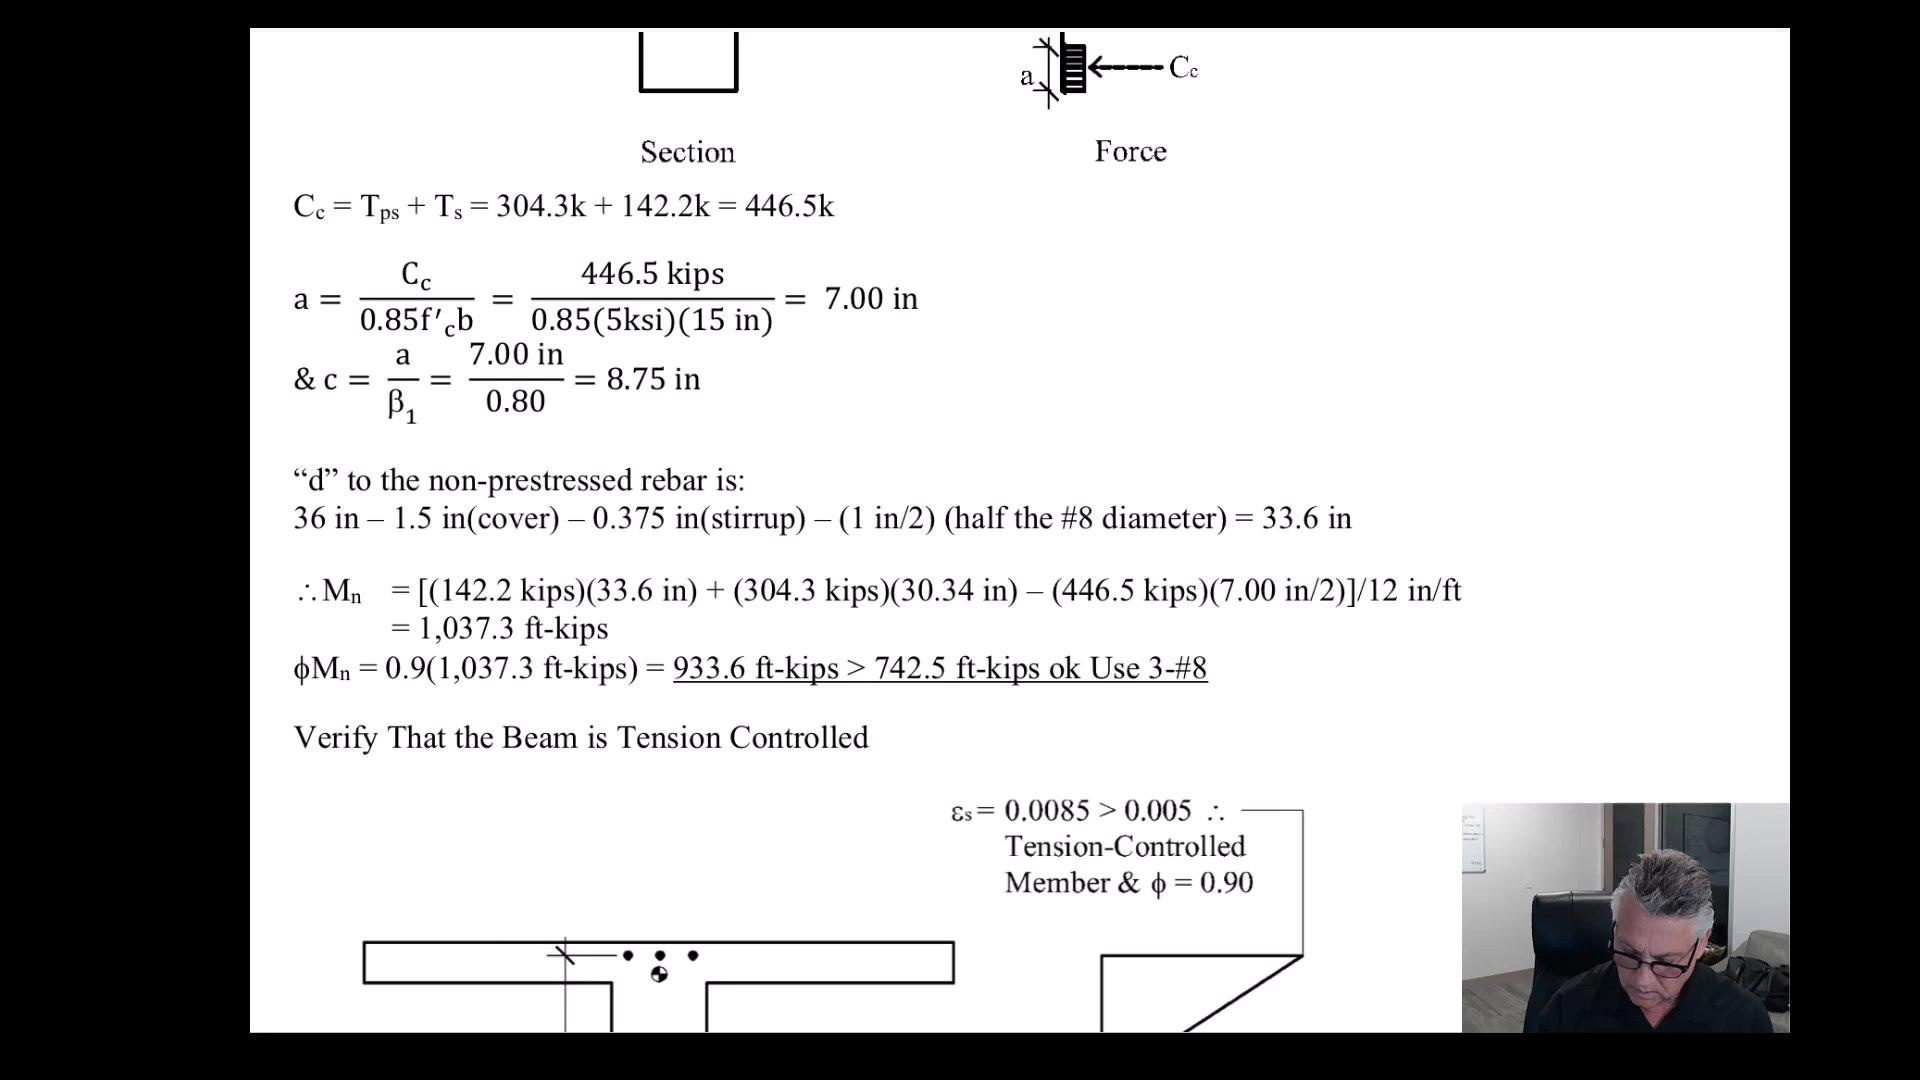 a
Cc
Section
Force
Cc = Tps + Ts = 304.3k + 142.2k = 446.5k
a = Cc / 0.85f′cb = 446.5 kips / 0.85(5ksi)(15 in) = 7.00 in
& c = a / β1 = 7.00 in / 0.80 = 8.75 in
“d” to the non-prestressed rebar is:
36 in – 1.5 in(cover) – 0.375 in(stirrup) – (1 in/2) (half the #8 diameter) = 33.6 in
∴ Mn = [(142.2 kips)(33.6 in) + (304.3 kips)(30.34 in) – (446.5 kips)(7.00 in/2)]/12 in/ft
= 1,037.3 ft-kips
ϕMn = 0.9(1,037.3 ft-kips) = 933.6 ft-kips > 742.5 ft-kips ok Use 3-#8
Verify That the Beam is Tension Controlled
εs = 0.0085 > 0.005 ∴
Tension-Controlled
Member & ϕ = 0.90